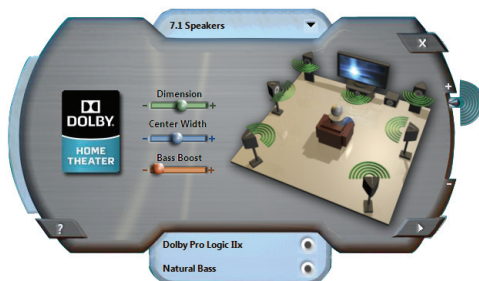 7.1 Speakers
X
DOLBY
HOME
THEATER
Dimension
- +
Center Width
- +
Bass Boost
- +
+
-
?
Dolby Pro Logic IIx
Natural Bass